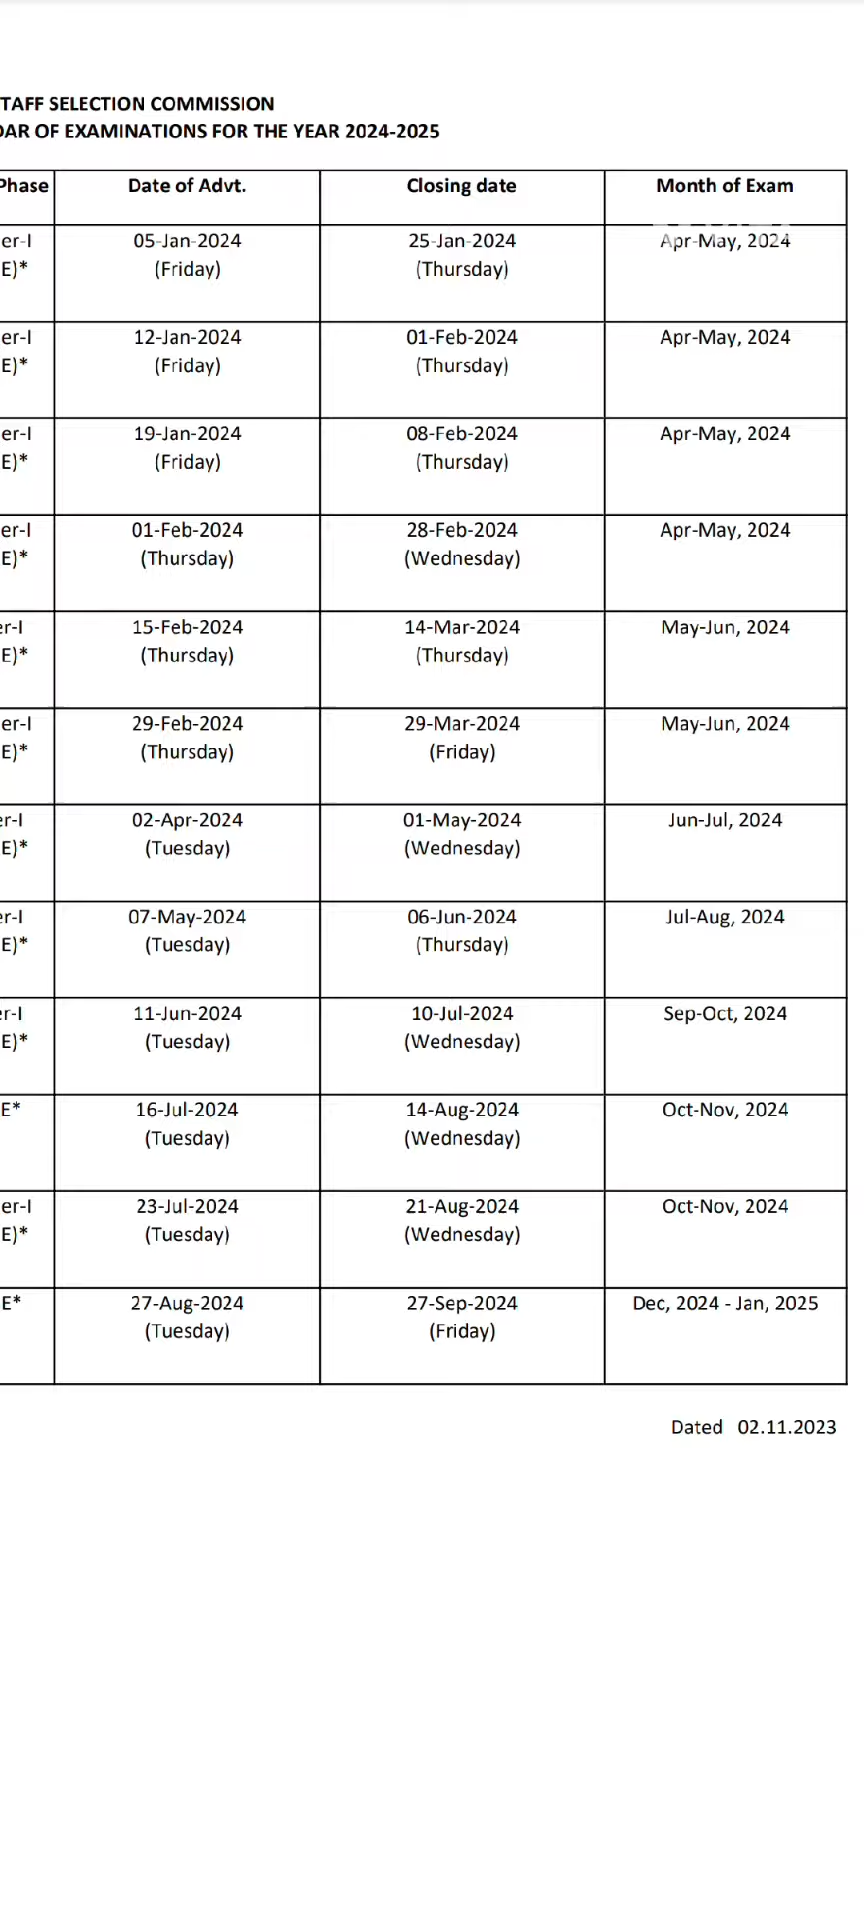 TAFF SELECTION COMMISSION
DAR OF EXAMINATIONS FOR THE YEAR 2024-2025
Phase Date of Advt. Closing date Month of Exam
er-I 05-Jan-2024 25-Jan-2024 Apr-May, 2024
E)* (Friday) (Thursday)
er-I 12-Jan-2024 01-Feb-2024 Apr-May, 2024
E)* (Friday) (Thursday)
er-I 19-Jan-2024 08-Feb-2024 Apr-May, 2024
E)* (Friday) (Thursday)
er-I 01-Feb-2024 28-Feb-2024 Apr-May, 2024
E)* (Thursday) (Wednesday)
er-I 15-Feb-2024 14-Mar-2024 May-Jun, 2024
E)* (Thursday) (Thursday)
er-I 29-Feb-2024 29-Mar-2024 May-Jun, 2024
E)* (Thursday) (Friday)
er-I 02-Apr-2024 01-May-2024 Jun-Jul, 2024
E)* (Tuesday) (Wednesday)
er-I 07-May-2024 06-Jun-2024 Jul-Aug, 2024
E)* (Tuesday) (Thursday)
er-I 11-Jun-2024 10-Jul-2024 Sep-Oct, 2024
E)* (Tuesday) (Wednesday)
E* 16-Jul-2024 14-Aug-2024 Oct-Nov, 2024
(Tuesday) (Wednesday)
er-I 23-Jul-2024 21-Aug-2024 Oct-Nov, 2024
E)* (Tuesday) (Wednesday)
E* 27-Aug-2024 27-Sep-2024 Dec, 2024 - Jan, 2025
(Tuesday) (Friday)
Dated 02.11.2023